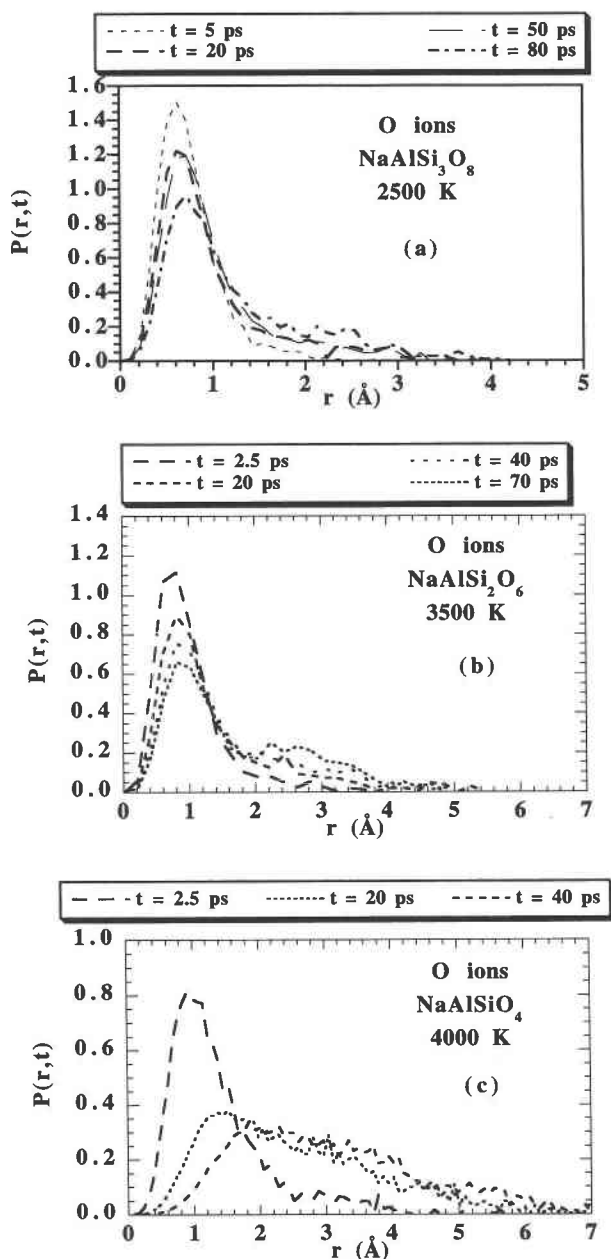 t = 5 ps
t = 50 ps
t = 20 ps
t = 80 ps
1.6
1.4
1.2
1.0
0.8
0.6
0.4
0.2
0.0
P(r,t)
O ions
NaAlSi₃O₈
2500 K
(a)
0 1 2 3 4 5
r (Å)
t = 2.5 ps
t = 40 ps
t = 20 ps
t = 70 ps
1.4
1.2
1.0
0.8
0.6
0.4
0.2
0.0
P(r,t)
O ions
NaAlSi₂O₆
3500 K
(b)
0 1 2 3 4 5 6 7
r (Å)
t = 2.5 ps t = 20 ps t = 40 ps
1.0
0.8
0.6
0.4
0.2
0.0
P(r,t)
O ions
NaAlSiO₄
4000 K
(c)
0 1 2 3 4 5 6 7
r (Å)